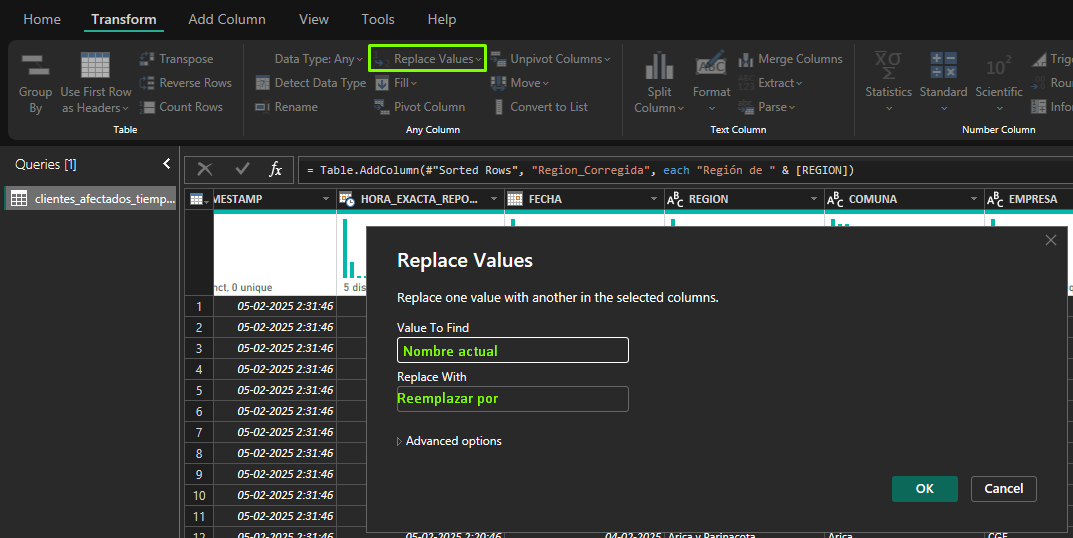 Home Transform Add Column View Tools Help
Transpose Data Type: Any Replace Values Unpivot Columns Merge Columns
Group By Use First Row as Headers Reverse Rows Detect Data Type Fill Move Split Column Format Extract Statistics Standard Scientific
Count Rows Rename Pivot Column Convert to List Parse
Table Any Column Text Column Number Column
Queries [1]
= Table.AddColumn(#"Sorted Rows", "Region_Corregida", each "Región de " & [REGION])
clientes_afectados_tiemp... MESTAMP HORA_EXACTA_REPO... FECHA REGION COMUNA EMPRESA
nct, 0 unique 5 dis
Replace Values
Replace one value with another in the selected columns.
Value To Find
Nombre actual
Replace With
Reemplazar por
Advanced options
OK Cancel
1 05-02-2025 2:31:46
2 05-02-2025 2:31:46
3 05-02-2025 2:31:46
4 05-02-2025 2:31:46
5 05-02-2025 2:31:46
6 05-02-2025 2:31:46
7 05-02-2025 2:31:46
8 05-02-2025 2:31:46
9 05-02-2025 2:31:46
10 05-02-2025 2:31:46
11 05-02-2025 2:31:46
12 05-02-2025 2:31:46 05-02-2025 2:20:46 04-02-2025 Arica y Parinacota Arica CGE